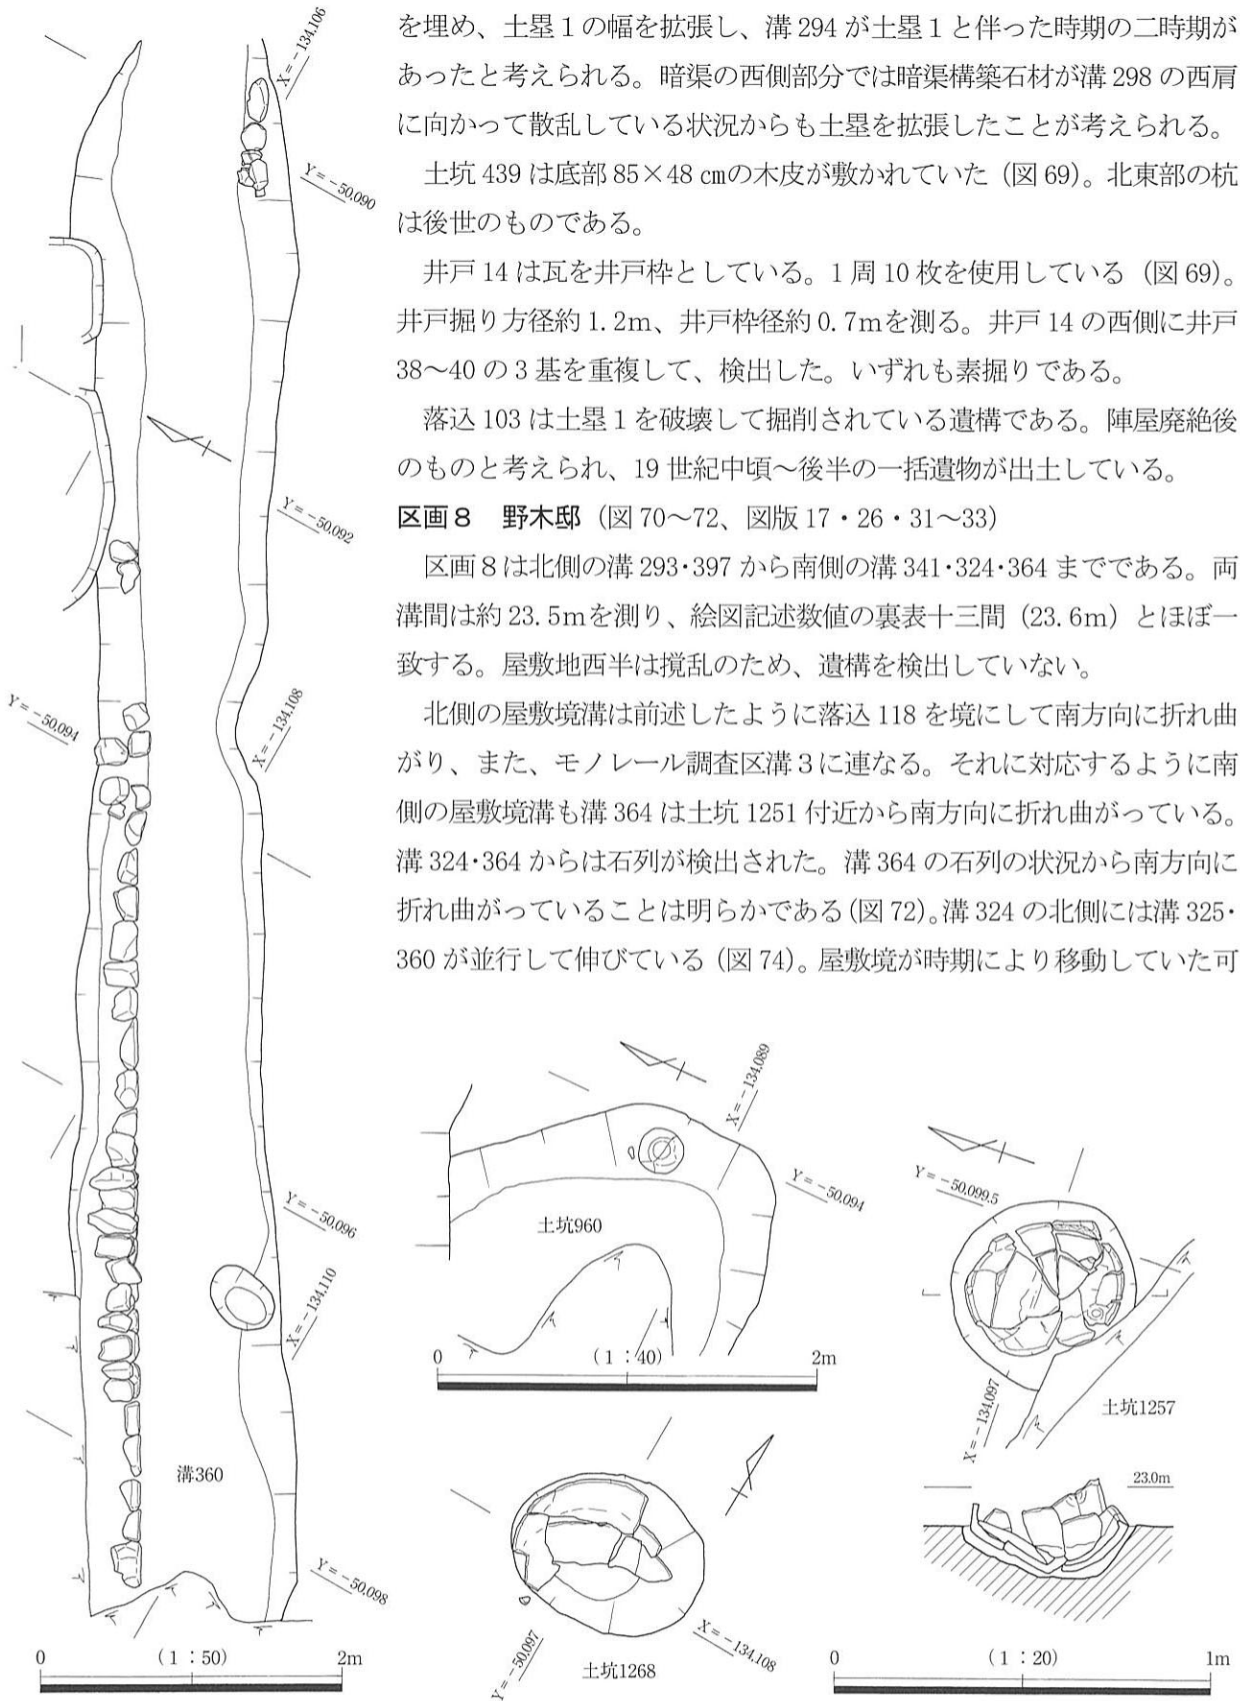 を埋め、土塁１の幅を拡張し、溝294が土塁１と伴った時期の二時期が
あったと考えられる。暗渠の西側部分では暗渠構築石材が溝298の西肩
に向かって散乱している状況からも土塁を拡張したことが考えられる。
土坑439は底部85×48㎝の木皮が敷かれていた（図69）。北東部の杭
は後世のものである。
井戸14は瓦を井戸枠としている。1周10枚を使用している（図69）。
井戸掘り方径約1.2m、井戸枠径約0.7mを測る。井戸14の西側に井戸
38～40の3基を重複して、検出した。いずれも素掘りである。
落込103は土塁１を破壊して掘削されている遺構である。陣屋廃絶後
のものと考えられ、19世紀中頃～後半の一括遺物が出土している。
区画８　野木邸（図70～72、図版17・26・31～33）
区画８は北側の溝293・397から南側の溝341・324・364までである。両
溝間は約23.5mを測り、絵図記述数値の裏表十三間（23.6m）とほぼ一
致する。屋敷地西半は撹乱のため、遺構を検出していない。
北側の屋敷境溝は前述したように落込118を境にして南方向に折れ曲
がり、また、モノレール調査区溝３に連なる。それに対応するように南
側の屋敷境溝も溝364は土坑1251付近から南方向に折れ曲がっている。
溝324・364からは石列が検出された。溝364の石列の状況から南方向に
折れ曲がっていることは明らかである（図72）。溝324の北側には溝325・
360が並行して伸びている（図74）。屋敷境が時期により移動していた可
X=-134,106
Y=-50,090
Y=-50,092
Y=-50,094
X=-134,108
Y=-50,096
X=-134,110
溝360
Y=-50,098
0 （1：50） 2m
X=-134,089
Y=-50,094
土坑960
0 （1：40） 2m
Y=-50,099.5
X=-134,097
土坑1257
23.0m
Y=-50,097
X=-134,108
土坑1268
0 （1：20） 1m